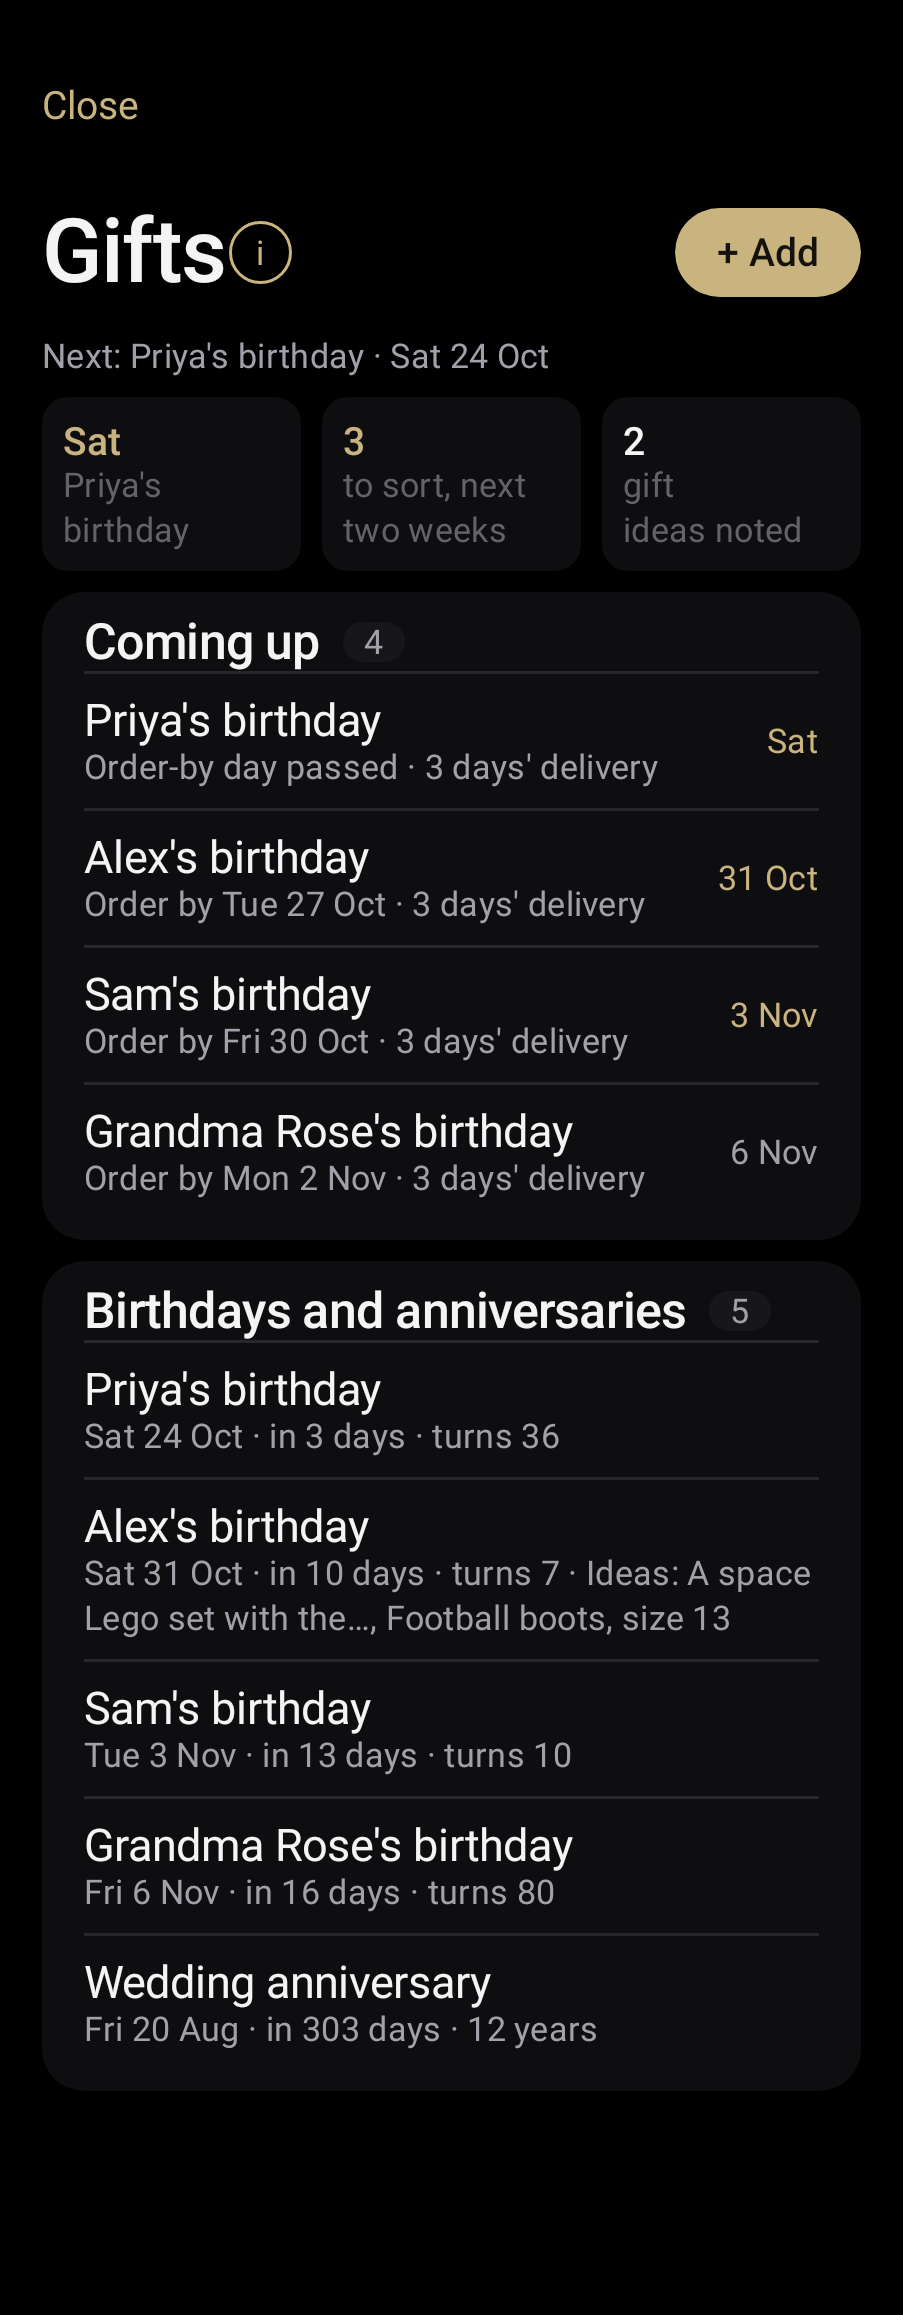 Close
Gifts i
+ Add
Next: Priya's birthday · Sat 24 Oct
Sat
Priya's
birthday
3
to sort, next
two weeks
2
gift
ideas noted
Coming up 4
Priya's birthday
Order-by day passed · 3 days' delivery
Sat
Alex's birthday
Order by Tue 27 Oct · 3 days' delivery
31 Oct
Sam's birthday
Order by Fri 30 Oct · 3 days' delivery
3 Nov
Grandma Rose's birthday
Order by Mon 2 Nov · 3 days' delivery
6 Nov
Birthdays and anniversaries 5
Priya's birthday
Sat 24 Oct · in 3 days · turns 36
Alex's birthday
Sat 31 Oct · in 10 days · turns 7 · Ideas: A space
Lego set with the…, Football boots, size 13
Sam's birthday
Tue 3 Nov · in 13 days · turns 10
Grandma Rose's birthday
Fri 6 Nov · in 16 days · turns 80
Wedding anniversary
Fri 20 Aug · in 303 days · 12 years